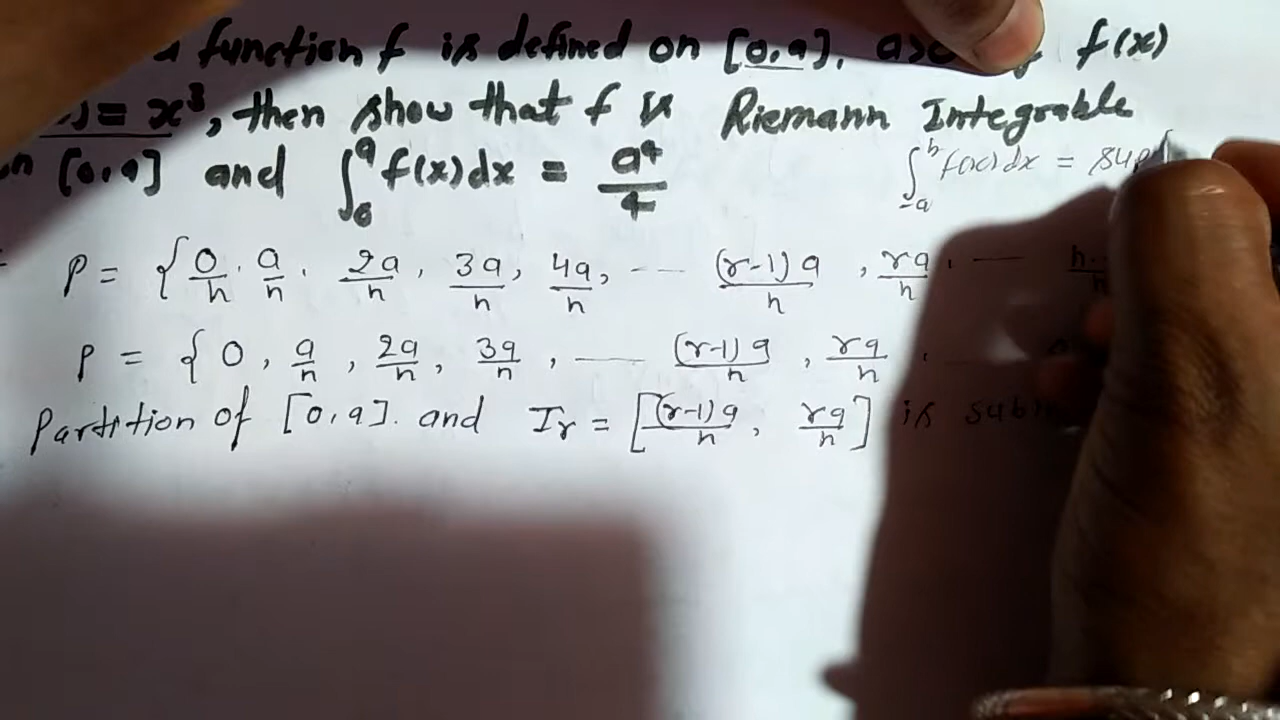 a function f is defined on [0,a], f(x)
= x³, then show that f is Riemann Integrable
on [0,a] and ∫₀ᵃ f(x)dx = a⁴/4
∫₋ₐᵇ f(x)dx = sup
P = { 0/n, a/n, 2a/n, 3a/n, 4a/n, --- (r-1)a/n, ra/n, —
P = { 0, a/n, 2a/n, 3a/n, —— (r-1)a/n, ra/n
Partition of [0,a]. and Iᵣ = [(r-1)a/n, ra/n] is